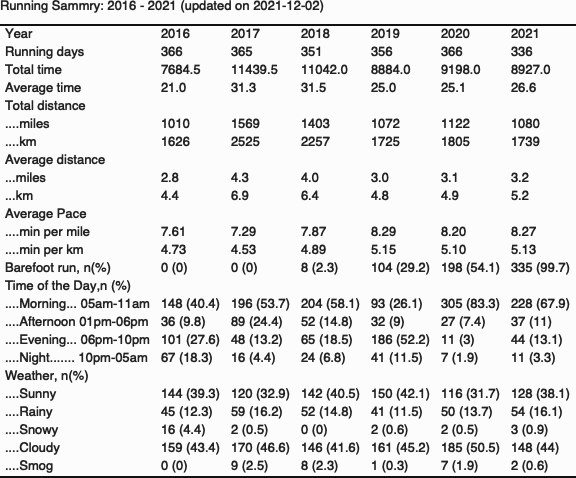 Running Sammry: 2016 - 2021 (updated on 2021-12-02)
Year 2016 2017 2018 2019 2020 2021
Running days 366 365 351 356 366 336
Total time 7684.5 11439.5 11042.0 8884.0 9198.0 8927.0
Average time 21.0 31.3 31.5 25.0 25.1 26.6
Total distance
....miles 1010 1569 1403 1072 1122 1080
....km 1626 2525 2257 1725 1805 1739
Average distance
...miles 2.8 4.3 4.0 3.0 3.1 3.2
...km 4.4 6.9 6.4 4.8 4.9 5.2
Average Pace
....min per mile 7.61 7.29 7.87 8.29 8.20 8.27
....min per km 4.73 4.53 4.89 5.15 5.10 5.13
Barefoot run, n(%) 0 (0) 0 (0) 8 (2.3) 104 (29.2) 198 (54.1) 335 (99.7)
Time of the Day,n (%)
....Morning... 05am-11am 148 (40.4) 196 (53.7) 204 (58.1) 93 (26.1) 305 (83.3) 228 (67.9)
....Afternoon 01pm-06pm 36 (9.8) 89 (24.4) 52 (14.8) 32 (9) 27 (7.4) 37 (11)
....Evening... 06pm-10pm 101 (27.6) 48 (13.2) 65 (18.5) 186 (52.2) 11 (3) 44 (13.1)
....Night....... 10pm-05am 67 (18.3) 16 (4.4) 24 (6.8) 41 (11.5) 7 (1.9) 11 (3.3)
Weather, n(%)
....Sunny 144 (39.3) 120 (32.9) 142 (40.5) 150 (42.1) 116 (31.7) 128 (38.1)
....Rainy 45 (12.3) 59 (16.2) 52 (14.8) 41 (11.5) 50 (13.7) 54 (16.1)
....Snowy 16 (4.4) 2 (0.5) 0 (0) 2 (0.6) 2 (0.5) 3 (0.9)
....Cloudy 159 (43.4) 170 (46.6) 146 (41.6) 161 (45.2) 185 (50.5) 148 (44)
....Smog 0 (0) 9 (2.5) 8 (2.3) 1 (0.3) 7 (1.9) 2 (0.6)